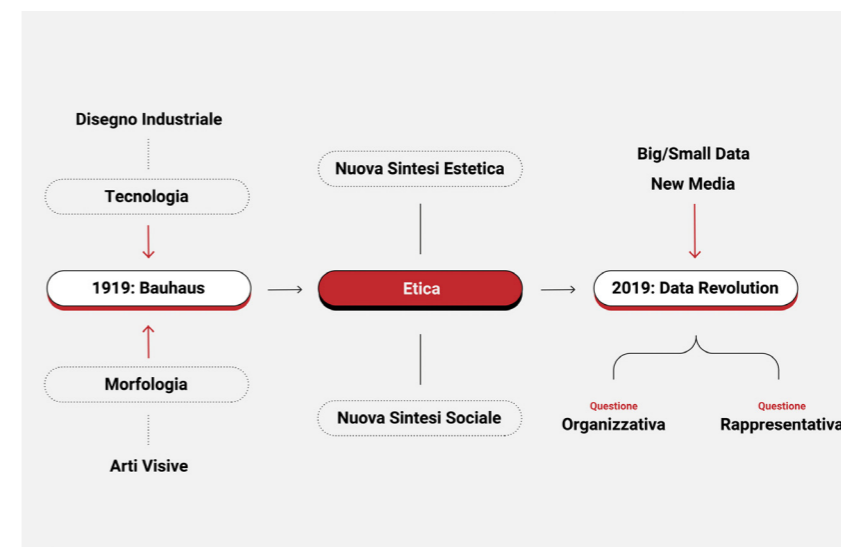 Disegno Industriale
Tecnologia
1919: Bauhaus
Morfologia
Arti Visive
Nuova Sintesi Estetica
Etica
Nuova Sintesi Sociale
Big/Small Data
New Media
2019: Data Revolution
Questione
Organizzativa
Questione
Rappresentativa